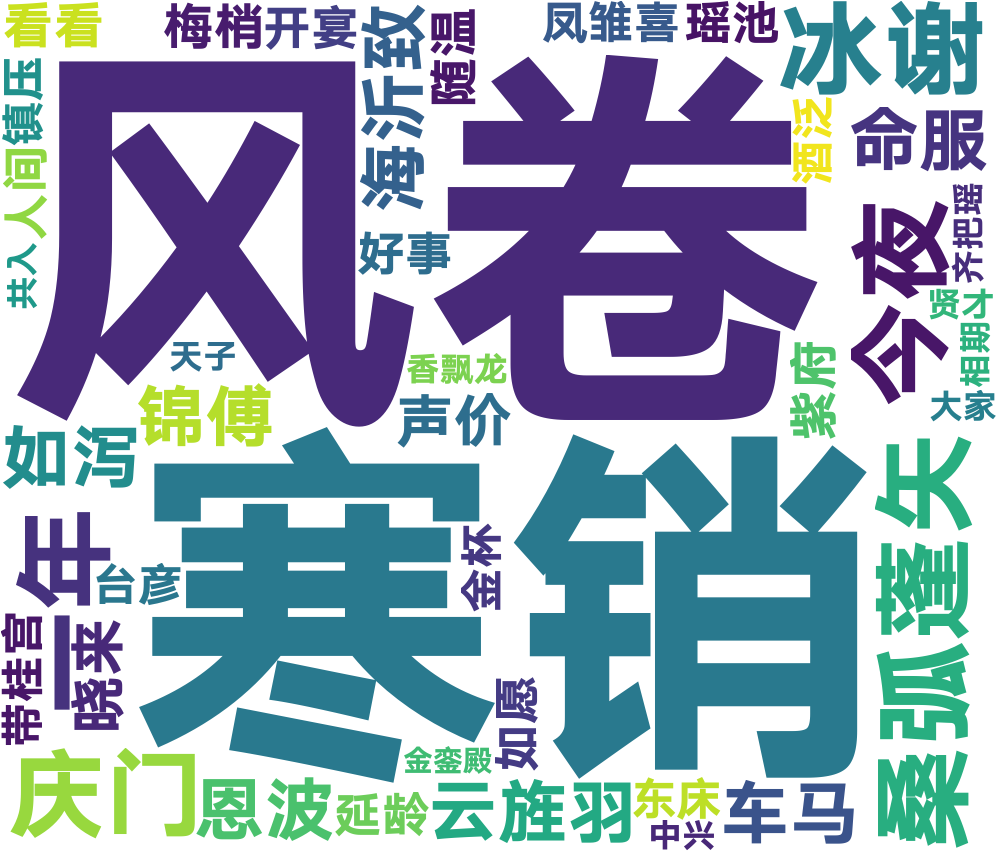 看看
梅梢
开宴
海沂致
随温
凤雏喜
瑶池
冰谢
镇压
人间
共
风卷
酒泛
命服
今夜
齐把瑶
好事
贤才
相期
大家
天子
香飘龙
锦傅
声价
紫府
如泻
寒销
桑弧蓬矢
年
台彦
金杯
一
晓来
带桂宫
如愿
金銮殿
庆门
恩波
延龄
云旌羽
东床
中兴
车马